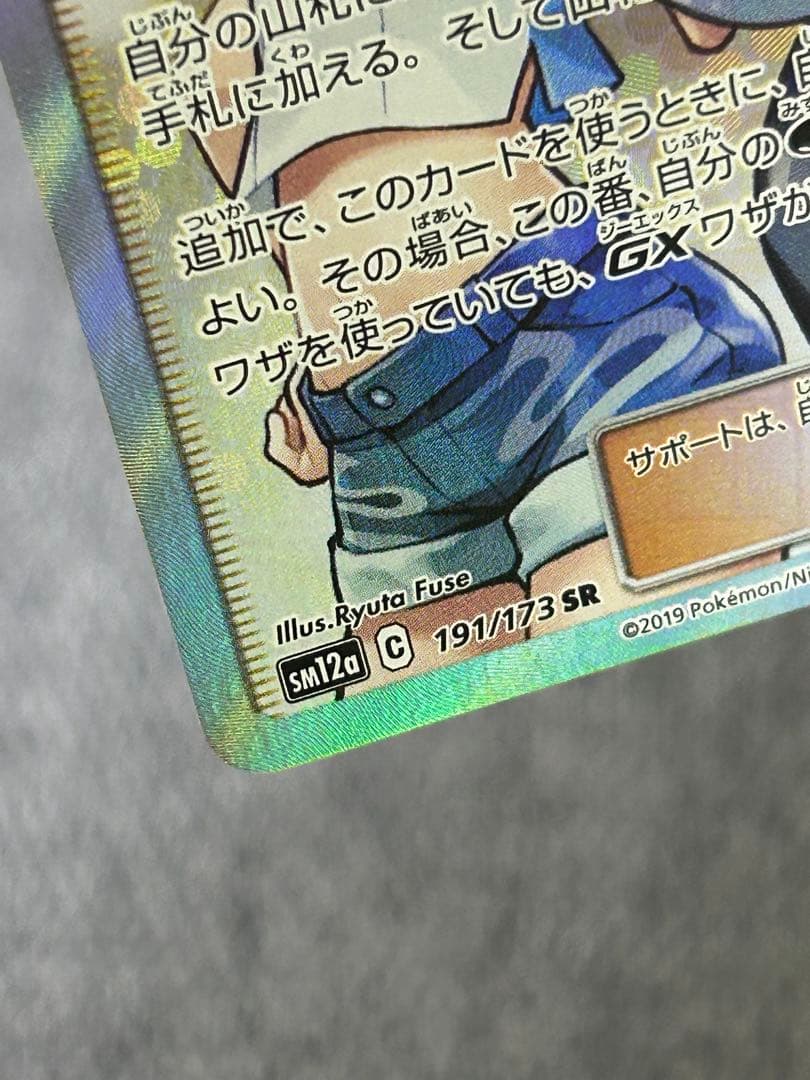 自分の山札に
手札に加える。そして
追加で、このカードを使うときに、
よい。その場合、この番、自分の
ワザを使っていても、GXワザが
サポートは、
Illus.Ryuta Fuse
SM12a C 191/173 SR
©2019 Pokémon/Ni